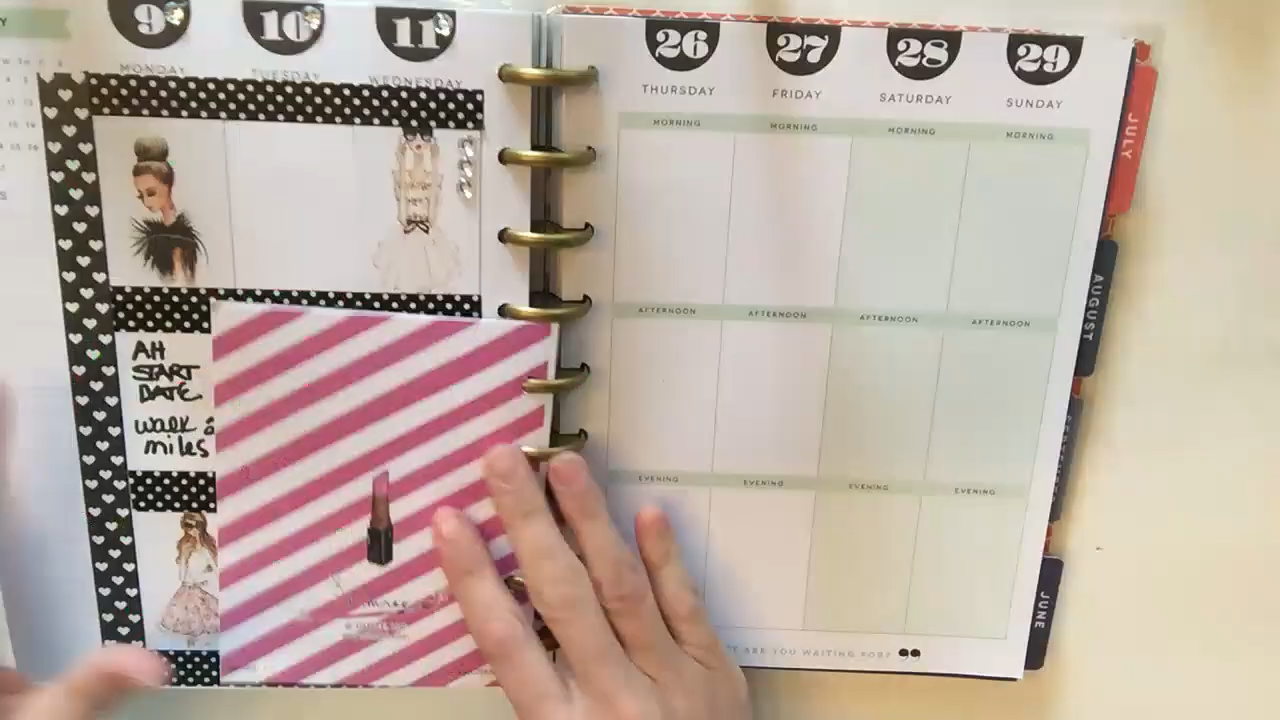 9
10
11
MONDAY
TUESDAY
WEDNESDAY
AH
START
DATE
walk
miles
26
27
28
29
THURSDAY
FRIDAY
SATURDAY
SUNDAY
MORNING
MORNING
MORNING
MORNING
AFTERNOON
AFTERNOON
AFTERNOON
AFTERNOON
EVENING
EVENING
EVENING
EVENING
ARE YOU WAITING FOR? ”
JULY
AUGUST
JUNE